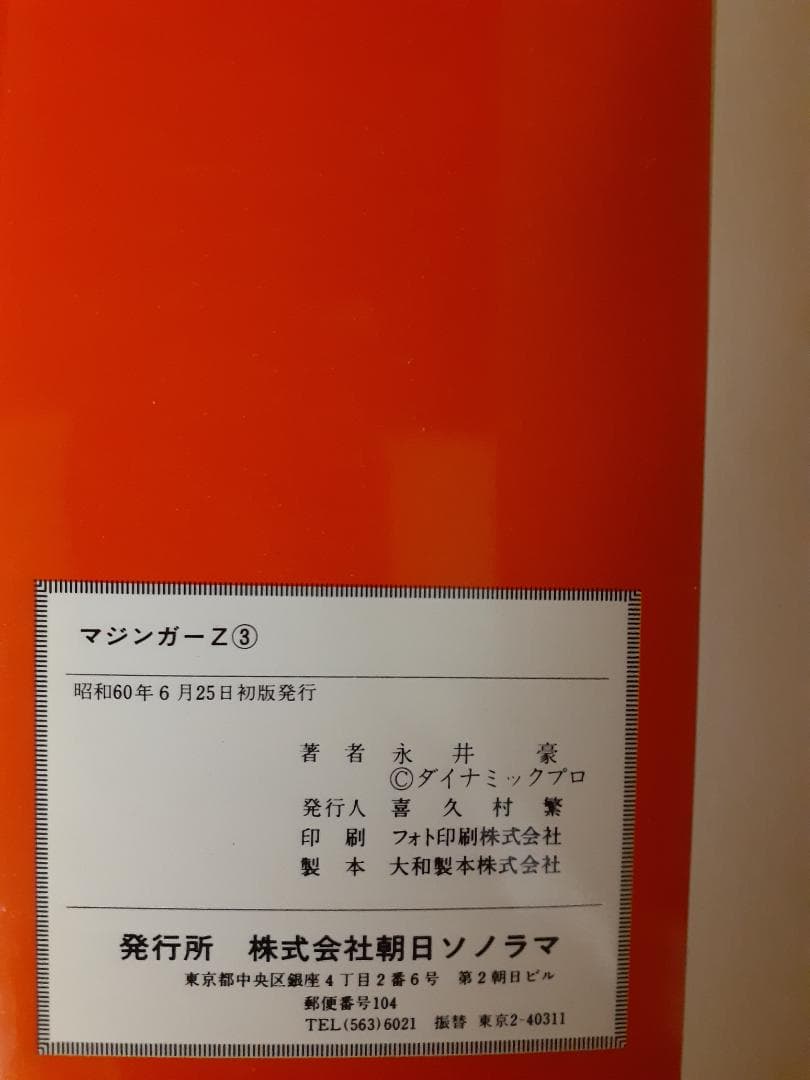 マジンガーZ③
昭和60年6月25日初版発行
著者 永井豪
©ダイナミックプロ
発行人 喜久村繁
印刷 フォト印刷株式会社
製本 大和製本株式会社
発行所 株式会社朝日ソノラマ
東京都中央区銀座4丁目2番6号 第2朝日ビル
郵便番号104
TEL(563)6021 振替 東京2-40311